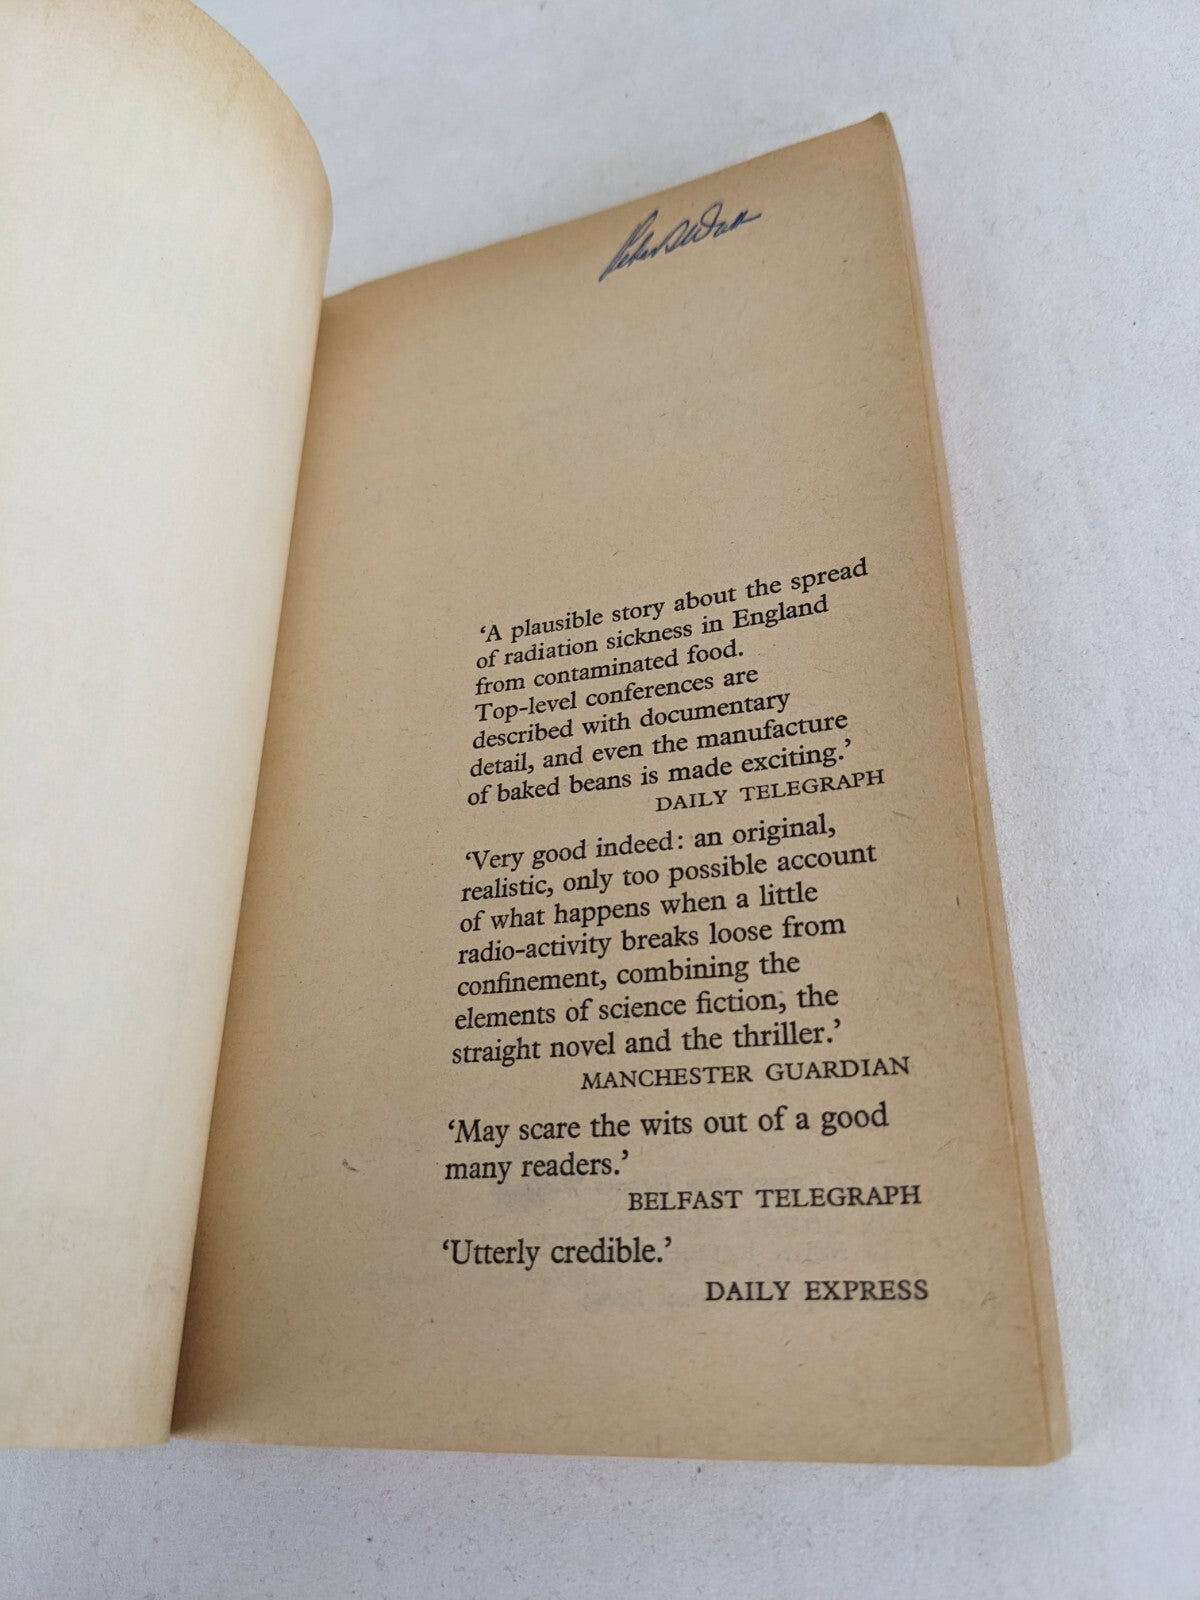 ‘A plausible story about the spread
of radiation sickness in England
from contaminated food.
Top-level conferences are
described with documentary
detail, and even the manufacture
of baked beans is made exciting.’
DAILY TELEGRAPH
‘Very good indeed: an original,
realistic, only too possible account
of what happens when a little
radio-activity breaks loose from
confinement, combining the
elements of science fiction, the
straight novel and the thriller.’
MANCHESTER GUARDIAN
‘May scare the wits out of a good
many readers.’
BELFAST TELEGRAPH
‘Utterly credible.’
DAILY EXPRESS